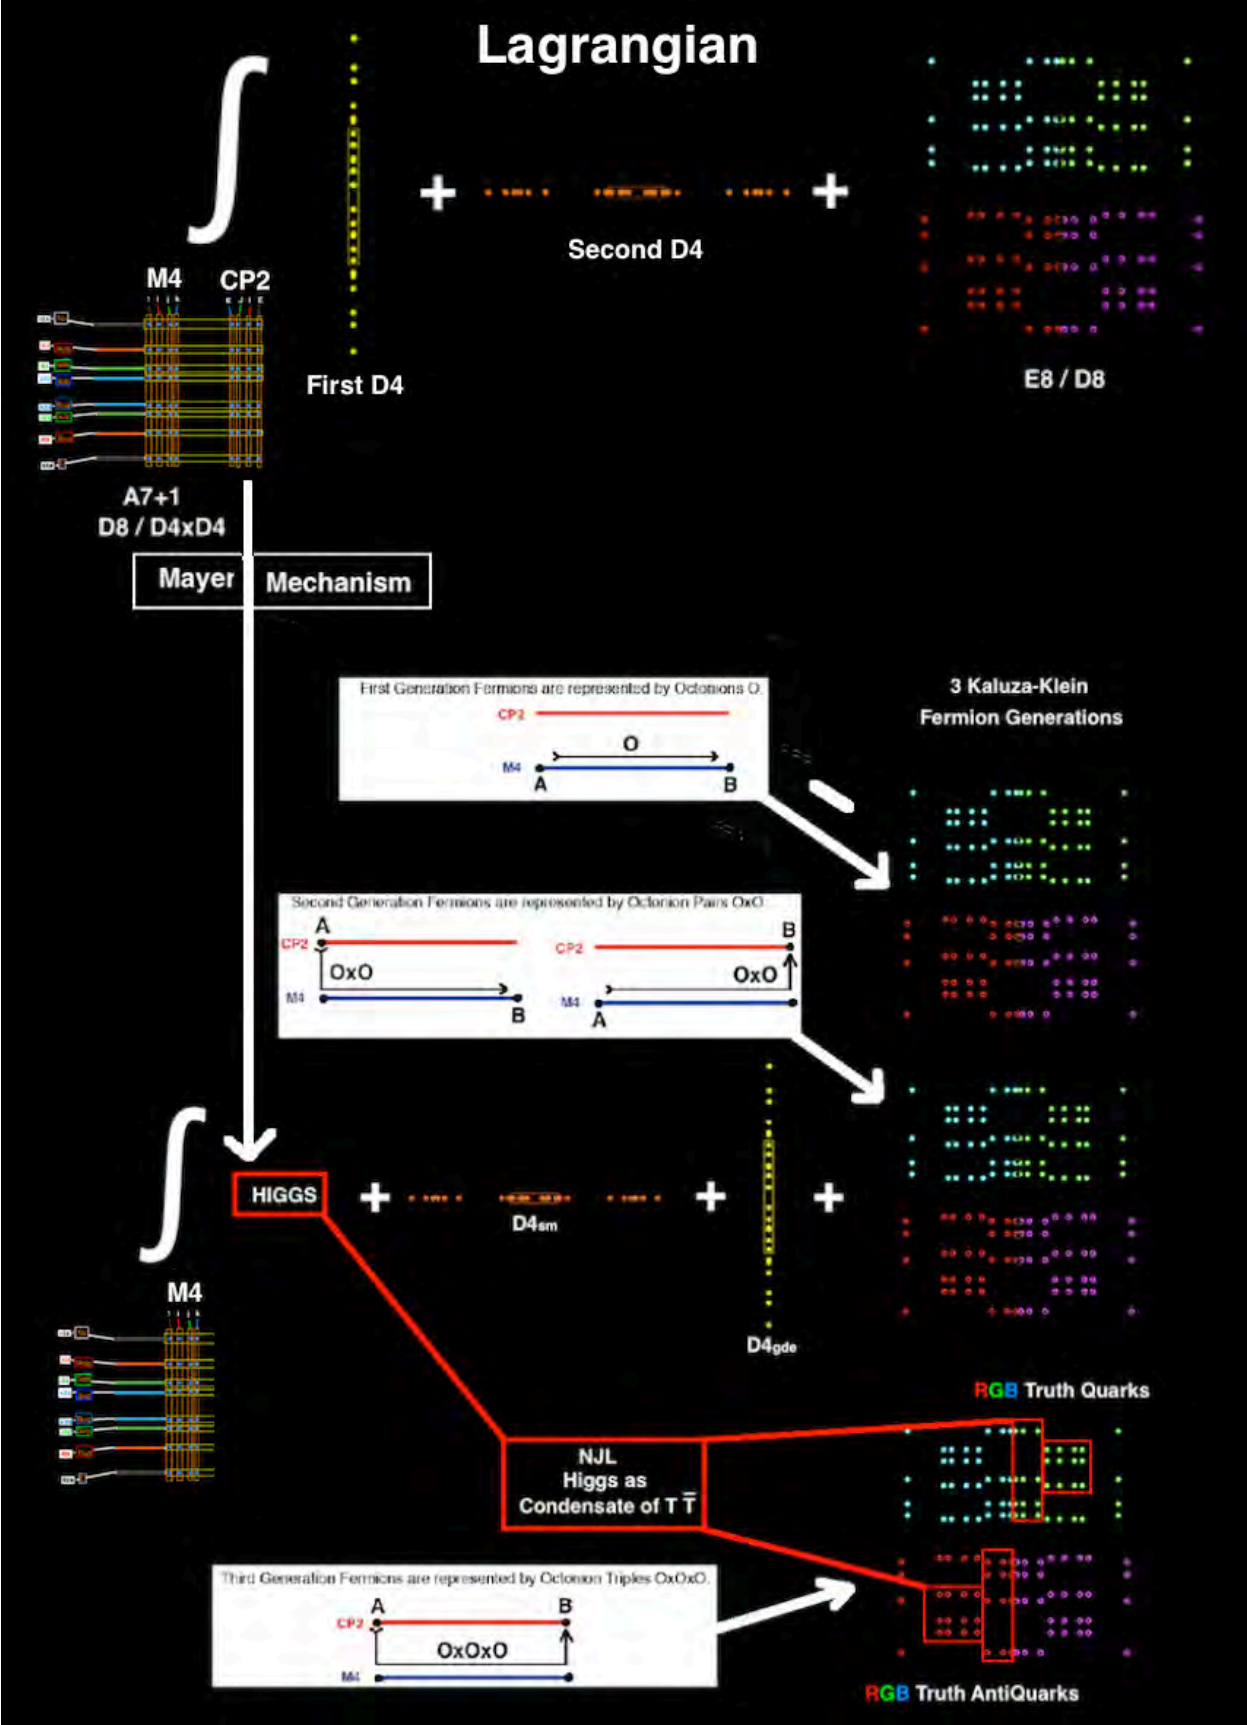 Lagrangian
Second D4
M4 CP2
First D4
E8 / D8
A7+1
D8 / D4xD4
Mayer Mechanism
First Generation Fermions are represented by Octonions O.
CP2
O
M4
A B
3 Kaluza-Klein
Fermion Generations
Second Generation Fermions are represented by Octonion Pairs OxO.
A B
CP2 CP2
OxO OxO
M4 M4
B A
HIGGS
D4sm
M4
D4gde
RGB Truth Quarks
NJL
Higgs as
Condensate of T T̅
Third Generation Fermions are represented by Octonion Triples OxOxO.
A B
CP2
OxOxO
M4
RGB Truth AntiQuarks